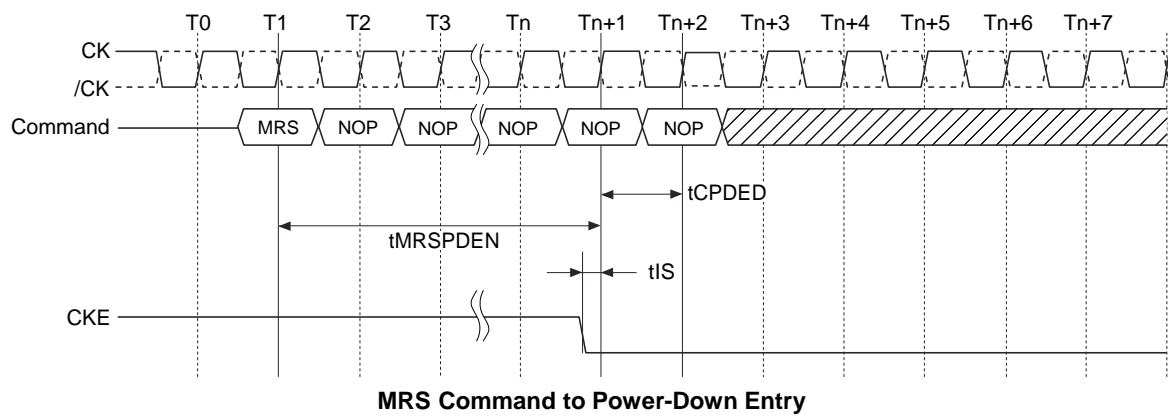 T0 T1 T2 T3 Tn Tn+1 Tn+2 Tn+3 Tn+4 Tn+5 Tn+6 Tn+7
CK
/CK
Command MRS NOP NOP NOP NOP NOP
tCPDED
tMRSPDEN
tIS
CKE
MRS Command to Power-Down Entry